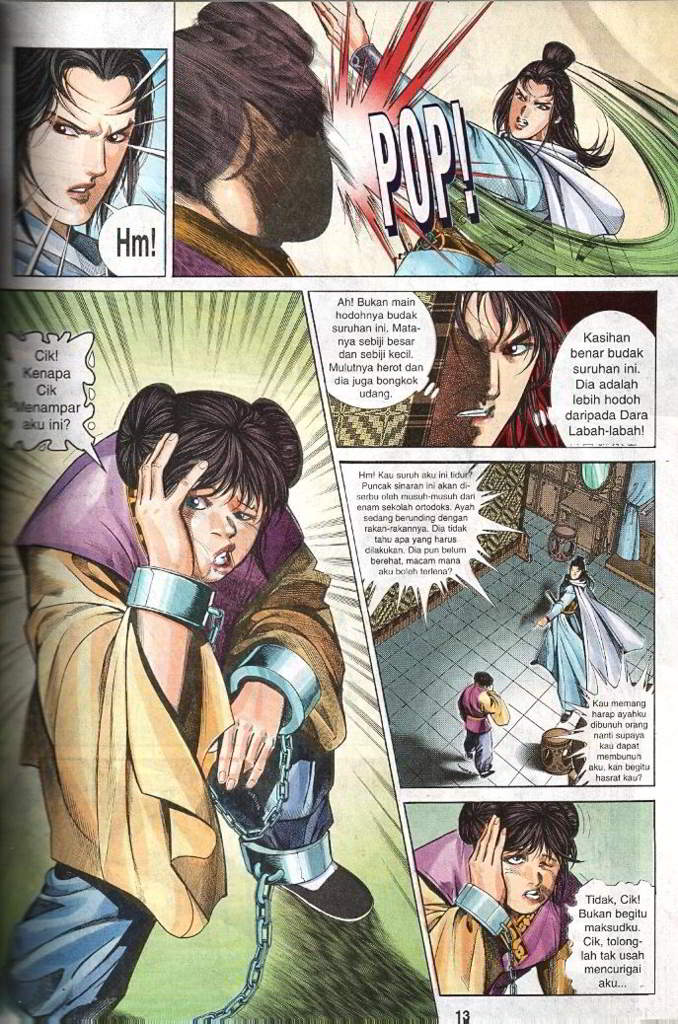 Hm!
POP!
Cik!
Kenapa
Cik
Menampar
aku ini?
Ah! Bukan main
hodohnya budak
suruhan ini. Mata-
nya sebiji besar
dan sebiji kecil.
Mulutnya herot dan
dia juga bongkok
udang.
Kasihan
benar budak
suruhan ini.
Dia adalah
lebih hodoh
daripada Dara
Labah-labah!
Hm! Kau suruh aku ini tidur?
Puncak sinaran ini akan di-
serbu oleh musuh-musuh dari
enam sekolah ortodoks. Ayah
sedang berunding dengan
rakan-rakannya. Dia tidak
tahu apa yang harus
dilakukan. Dia pun belum
berehat, macam mana
aku boleh terlena?
Kau memang
harap ayahku
dibunuh orang
nanti supaya
kau dapat
membunuh
aku, kan begitu
hasrat kau?
Tidak, Cik!
Bukan begitu
maksudku.
Cik, tolong-
lah tak usah
mencurigai
aku...
13